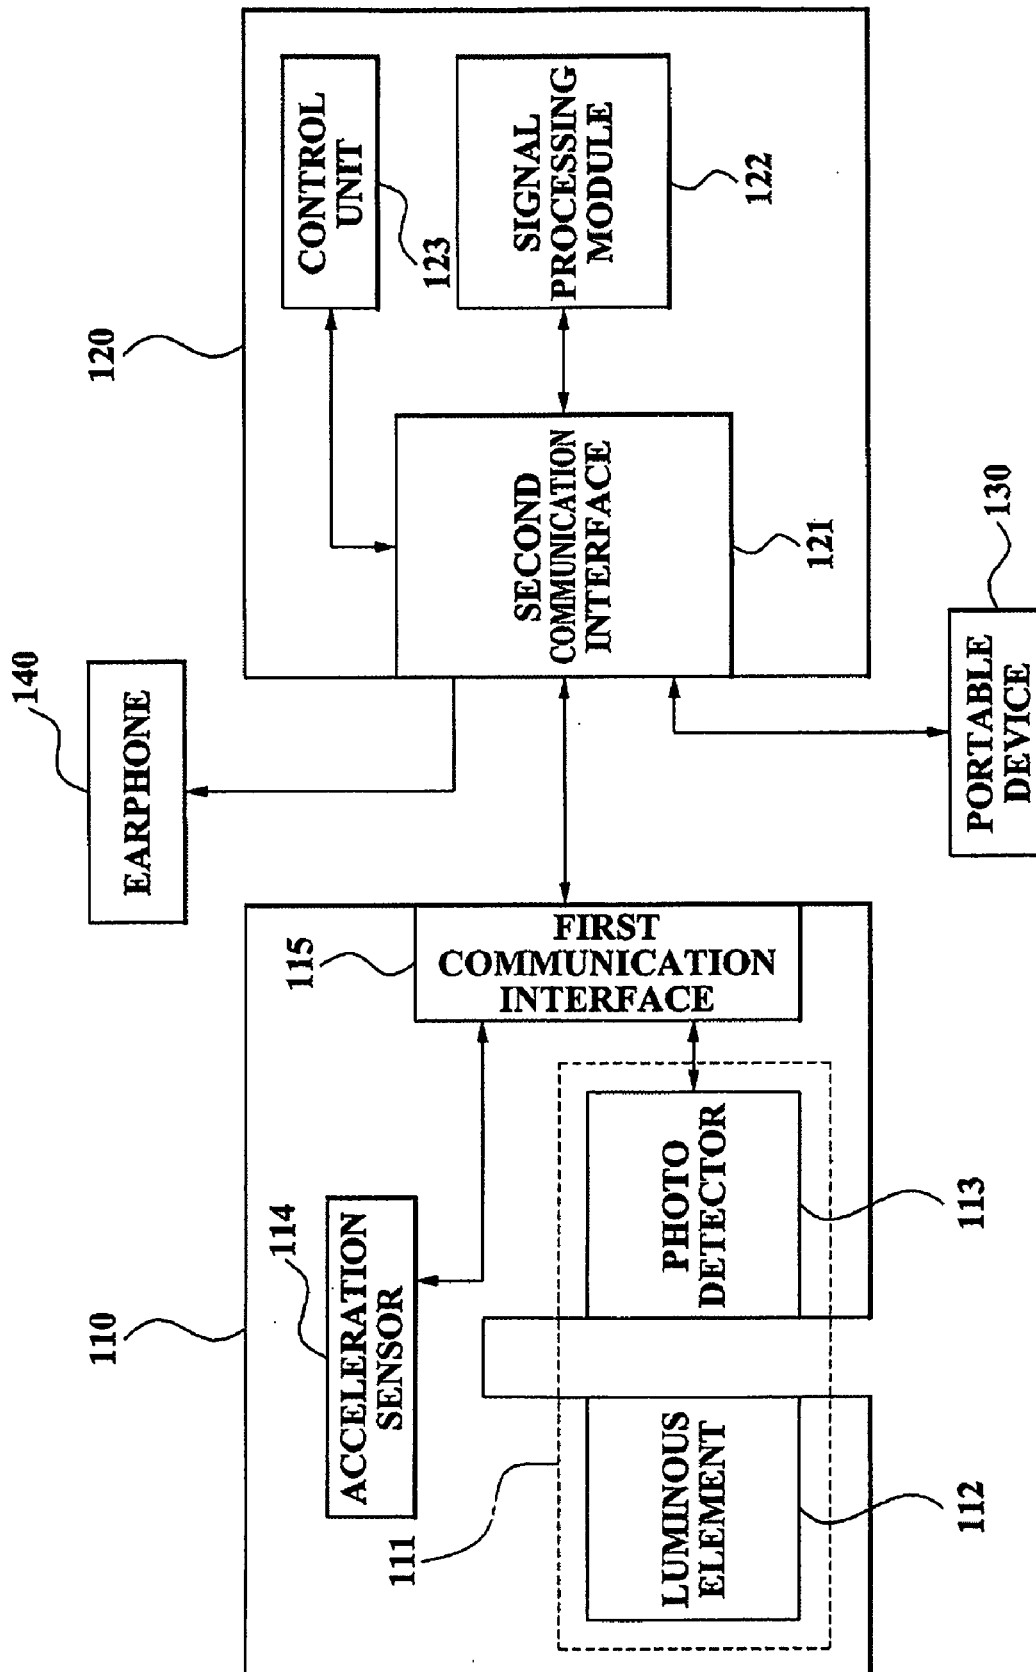 110
114
ACCELERATION
SENSOR
111
LUMINOUS
ELEMENT
112
PHOTO
DETECTOR
113
115
FIRST
COMMUNICATION
INTERFACE
140
EARPHONE
120
CONTROL
UNIT
123
SECOND
COMMUNICATION
INTERFACE
121
SIGNAL
PROCESSING
MODULE
122
130
PORTABLE
DEVICE